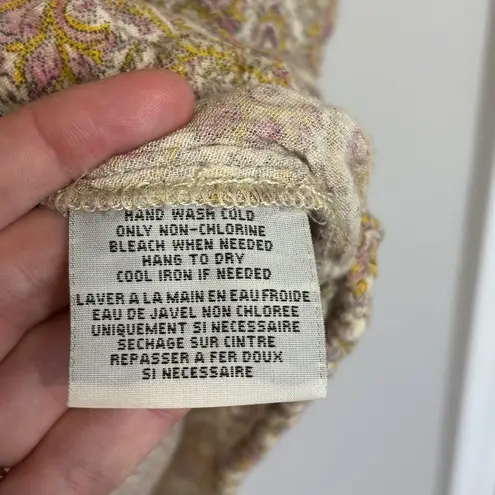 HAND WASH COLD
ONLY NON-CHLORINE
BLEACH WHEN NEEDED
HANG TO DRY
COOL IRON IF NEEDED
LAVER A LA MAIN EN EAU FROIDE
EAU DE JAVEL NON CHLOREE
UNIQUEMENT SI NECESSAIRE
SECHAGE SUR CINTRE
REPASSER A FER DOUX
SI NECESSAIRE